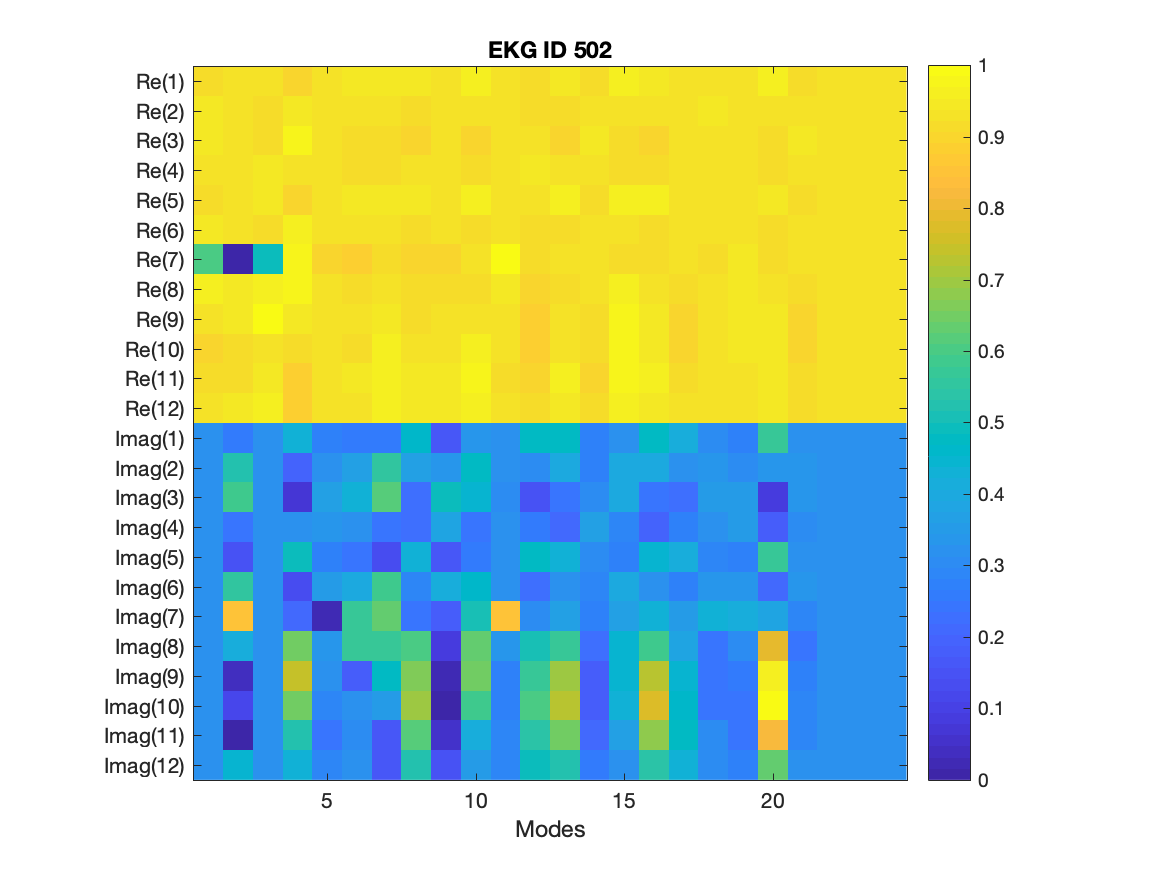 EKG ID 502
Re(1)
Re(2)
Re(3)
Re(4)
Re(5)
Re(6)
Re(7)
Re(8)
Re(9)
Re(10)
Re(11)
Re(12)
Imag(1)
Imag(2)
Imag(3)
Imag(4)
Imag(5)
Imag(6)
Imag(7)
Imag(8)
Imag(9)
Imag(10)
Imag(11)
Imag(12)
5 10 15 20
Modes
1
0.9
0.8
0.7
0.6
0.5
0.4
0.3
0.2
0.1
0